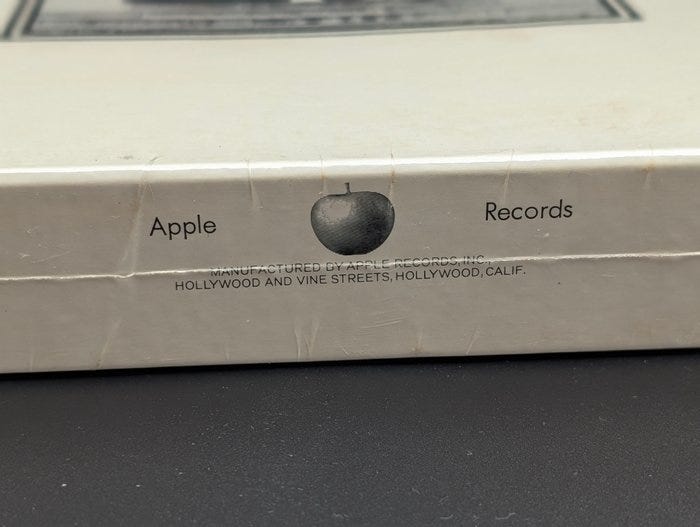 Apple Records
MANUFACTURED BY APPLE RECORDS, INC.,
HOLLYWOOD AND VINE STREETS, HOLLYWOOD, CALIF.